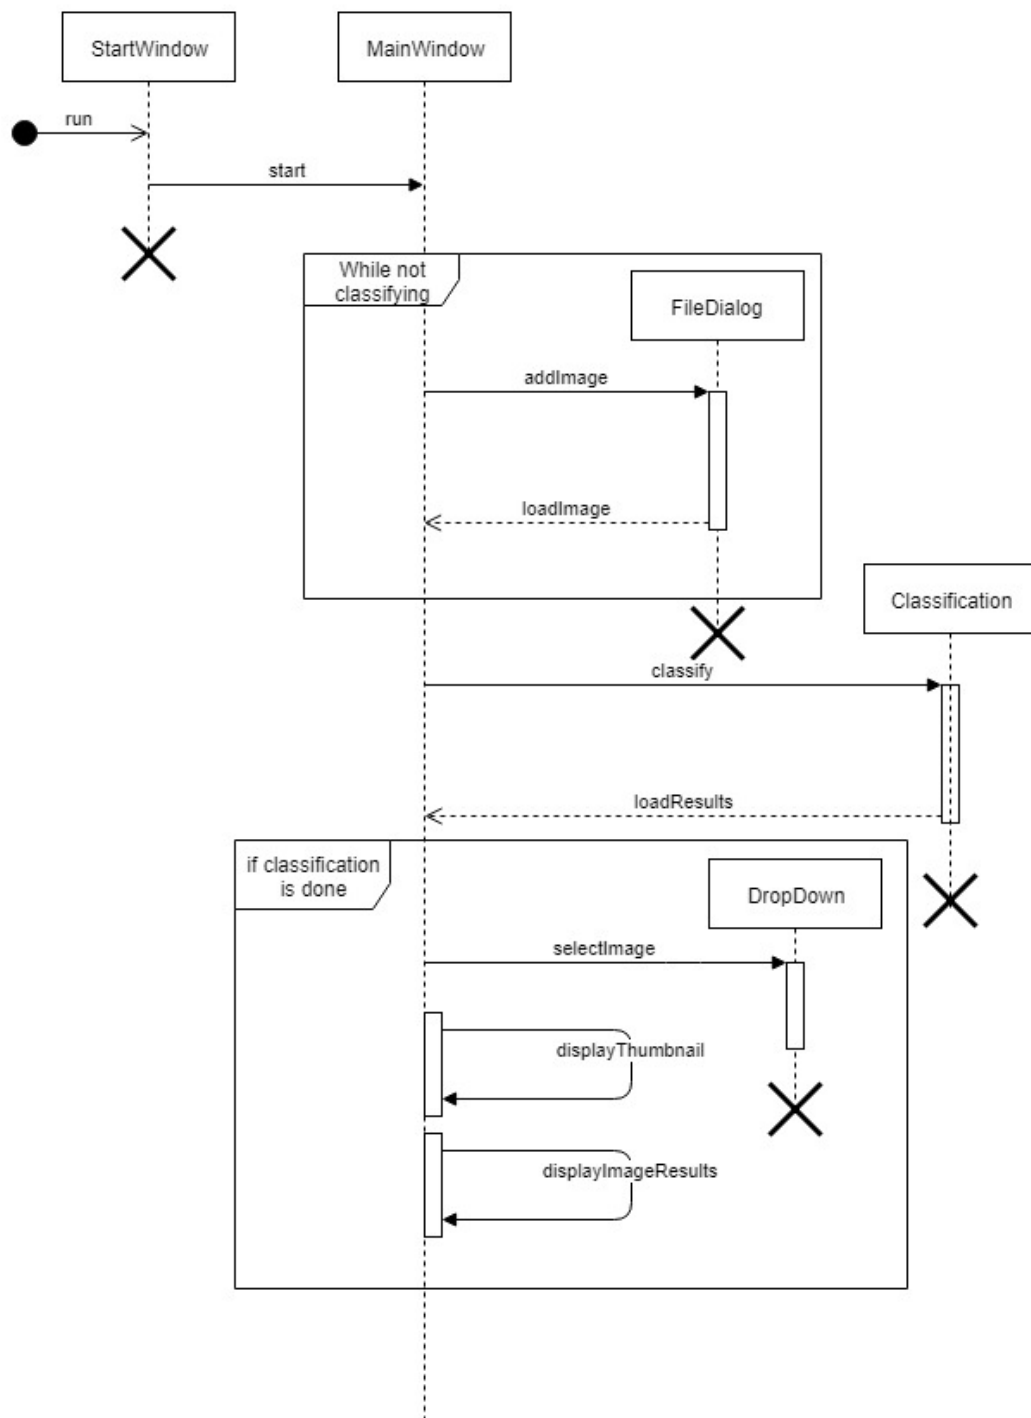 StartWindow
MainWindow
run
start
While not
classifying
FileDialog
addImage
loadImage
Classification
classify
loadResults
if classification
is done
DropDown
selectImage
displayThumbnail
displayImageResults